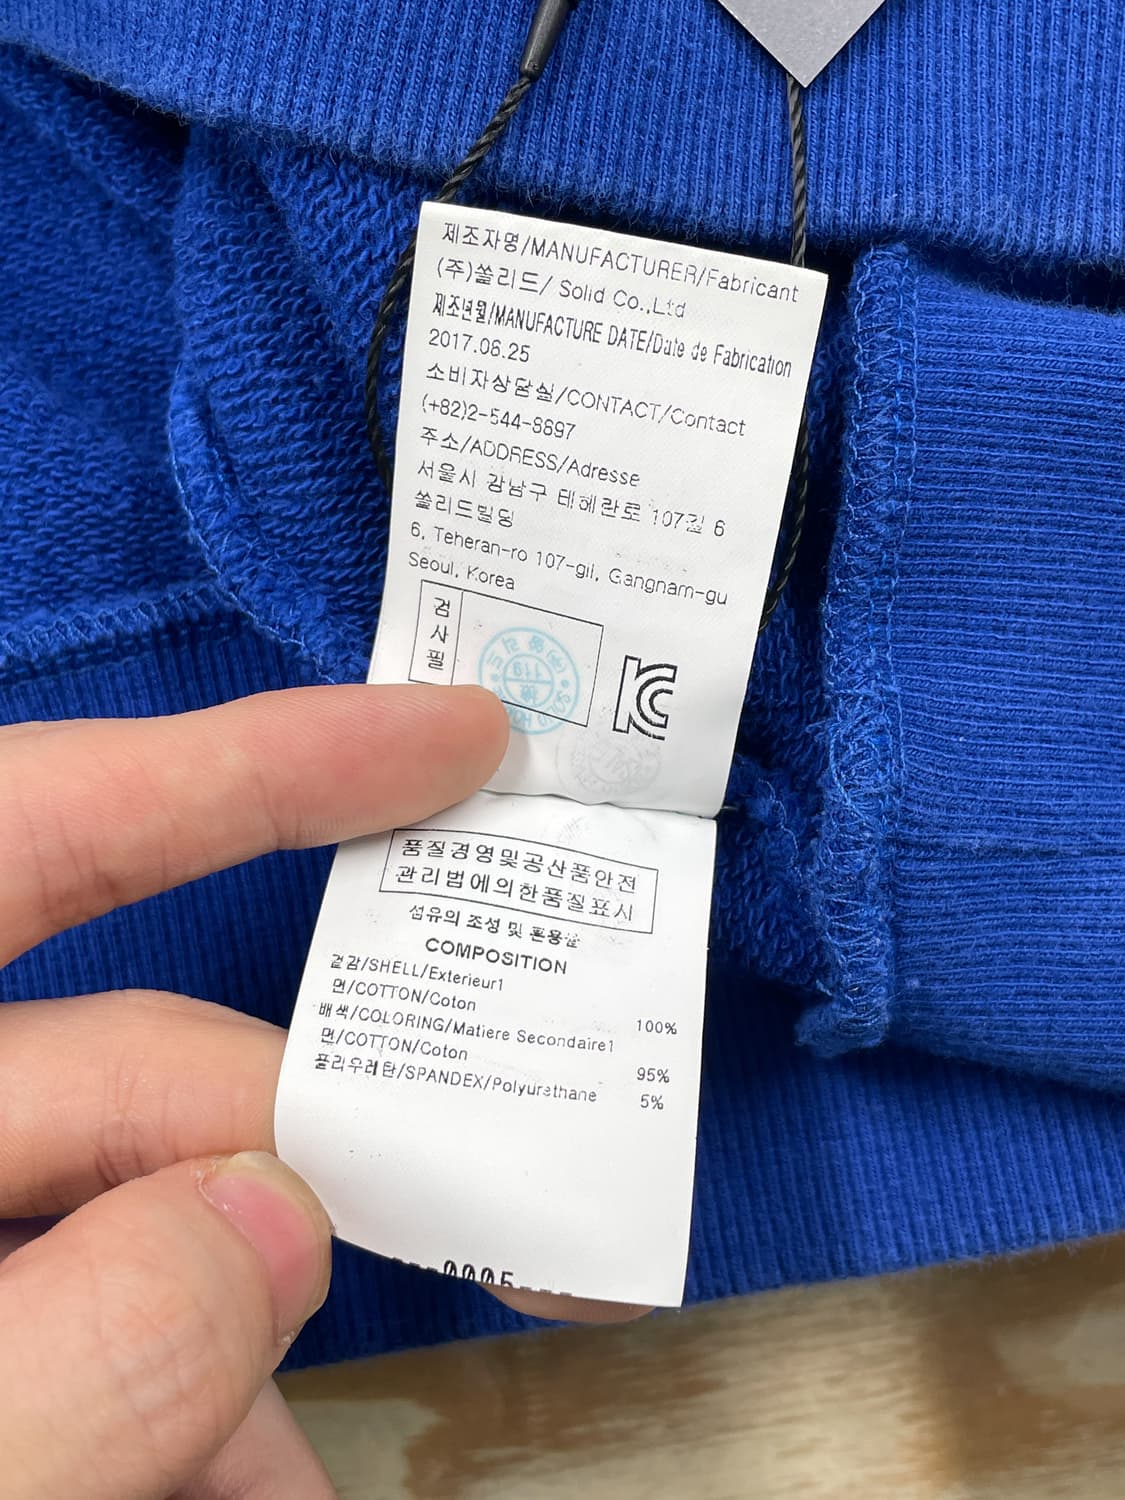 제조자명/MANUFACTURER/Fabricant
(주)쏠리드/ Solid Co.,Ltd
제조년월/MANUFACTURE DATE/Date de Fabrication
2017.06.25
소비자상담실/CONTACT/Contact
(+82)2-544-8697
주소/ADDRESS/Adresse
서울시 강남구 테헤란로 107길 6
쏠리드빌딩
6, Teheran-ro 107-gil, Gangnam-gu
Seoul, Korea
검사필
119
KC
품질경영및공산품안전
관리법에의한품질표시
섬유의 조성 및 혼용율
COMPOSITION
겉감/SHELL/Exterieur1
면/COTTON/Coton 100%
배색/COLORING/Matiere Secondaire1
면/COTTON/Coton 95%
폴리우레탄/SPANDEX/Polyurethane 5%